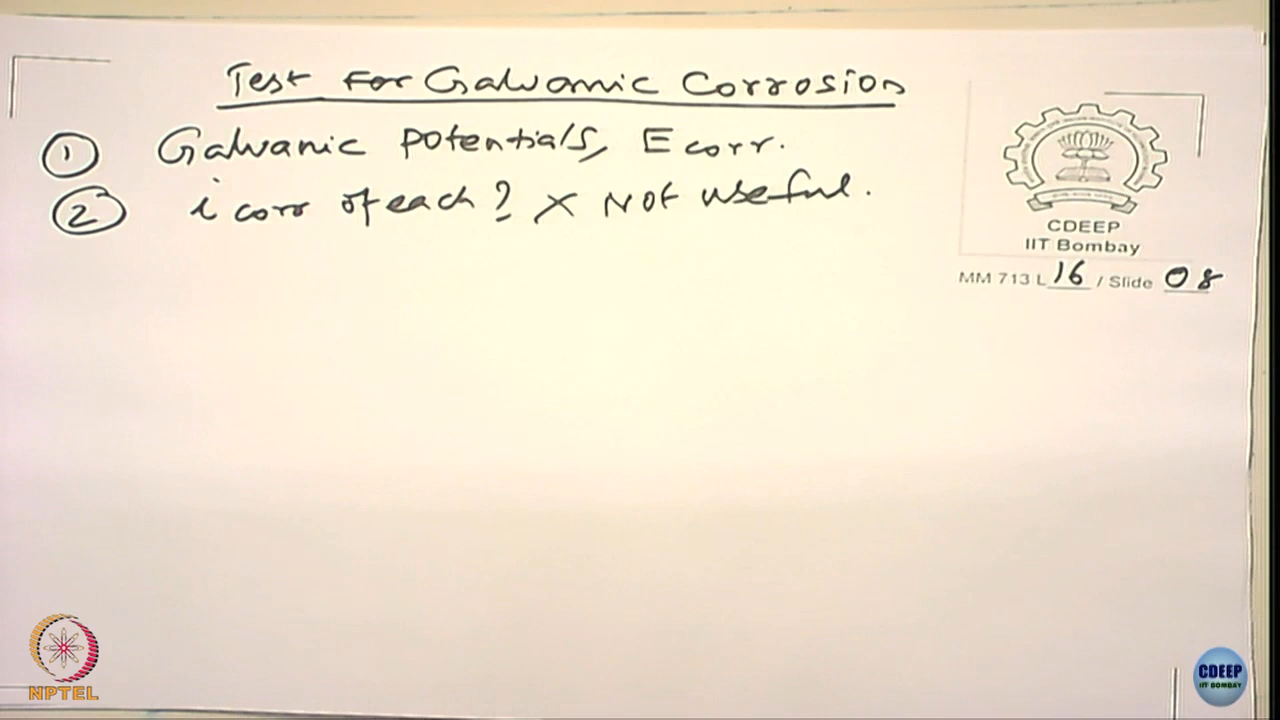 Test For Galvanic Corrosion
① Galvanic potentials, Ecorr.
② icorr of each? X Not useful.
CDEEP
IIT Bombay
MM 713 L 16 / Slide 08
NPTEL
CDEEP
IIT BOMBAY